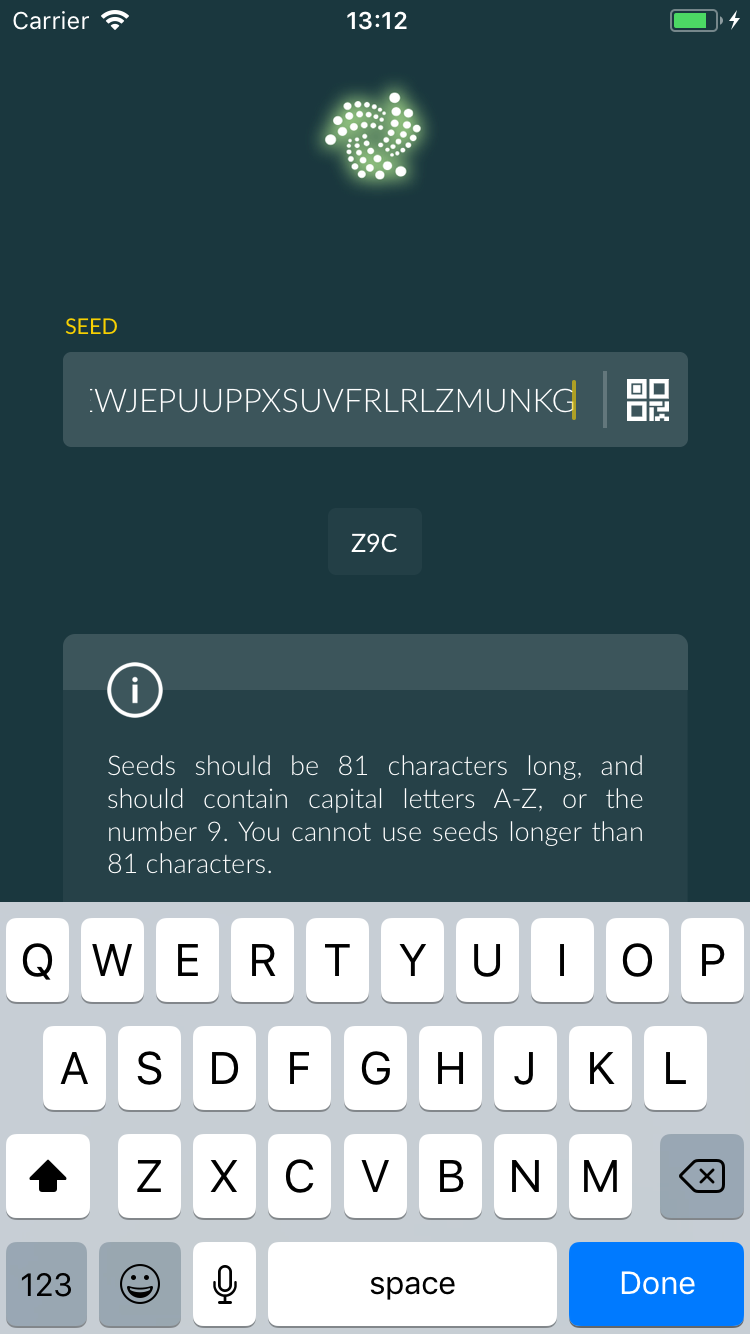 Carrier 13:12
SEED
WJEPUUPPXSUVFRLRLZMUNKG
Z9C
i
Seeds should be 81 characters long, and
should contain capital letters A-Z, or the
number 9. You cannot use seeds longer than
81 characters.
Q W E R T Y U I O P
A S D F G H J K L
Z X C V B N M
123 space Done